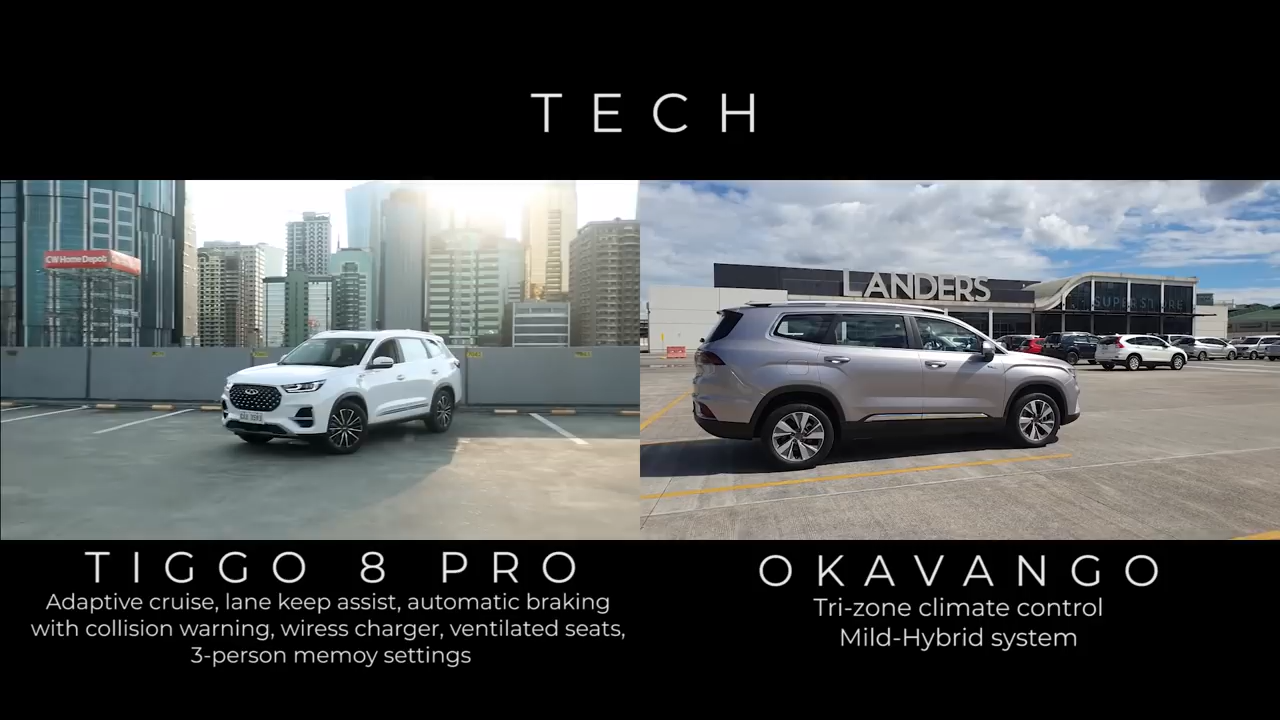 TECH
CW Home Depot
LANDERS
SUPERSTORE
TIGGO 8 PRO
Adaptive cruise, lane keep assist, automatic braking
with collision warning, wiress charger, ventilated seats,
3-person memoy settings
OKAVANGO
Tri-zone climate control
Mild-Hybrid system